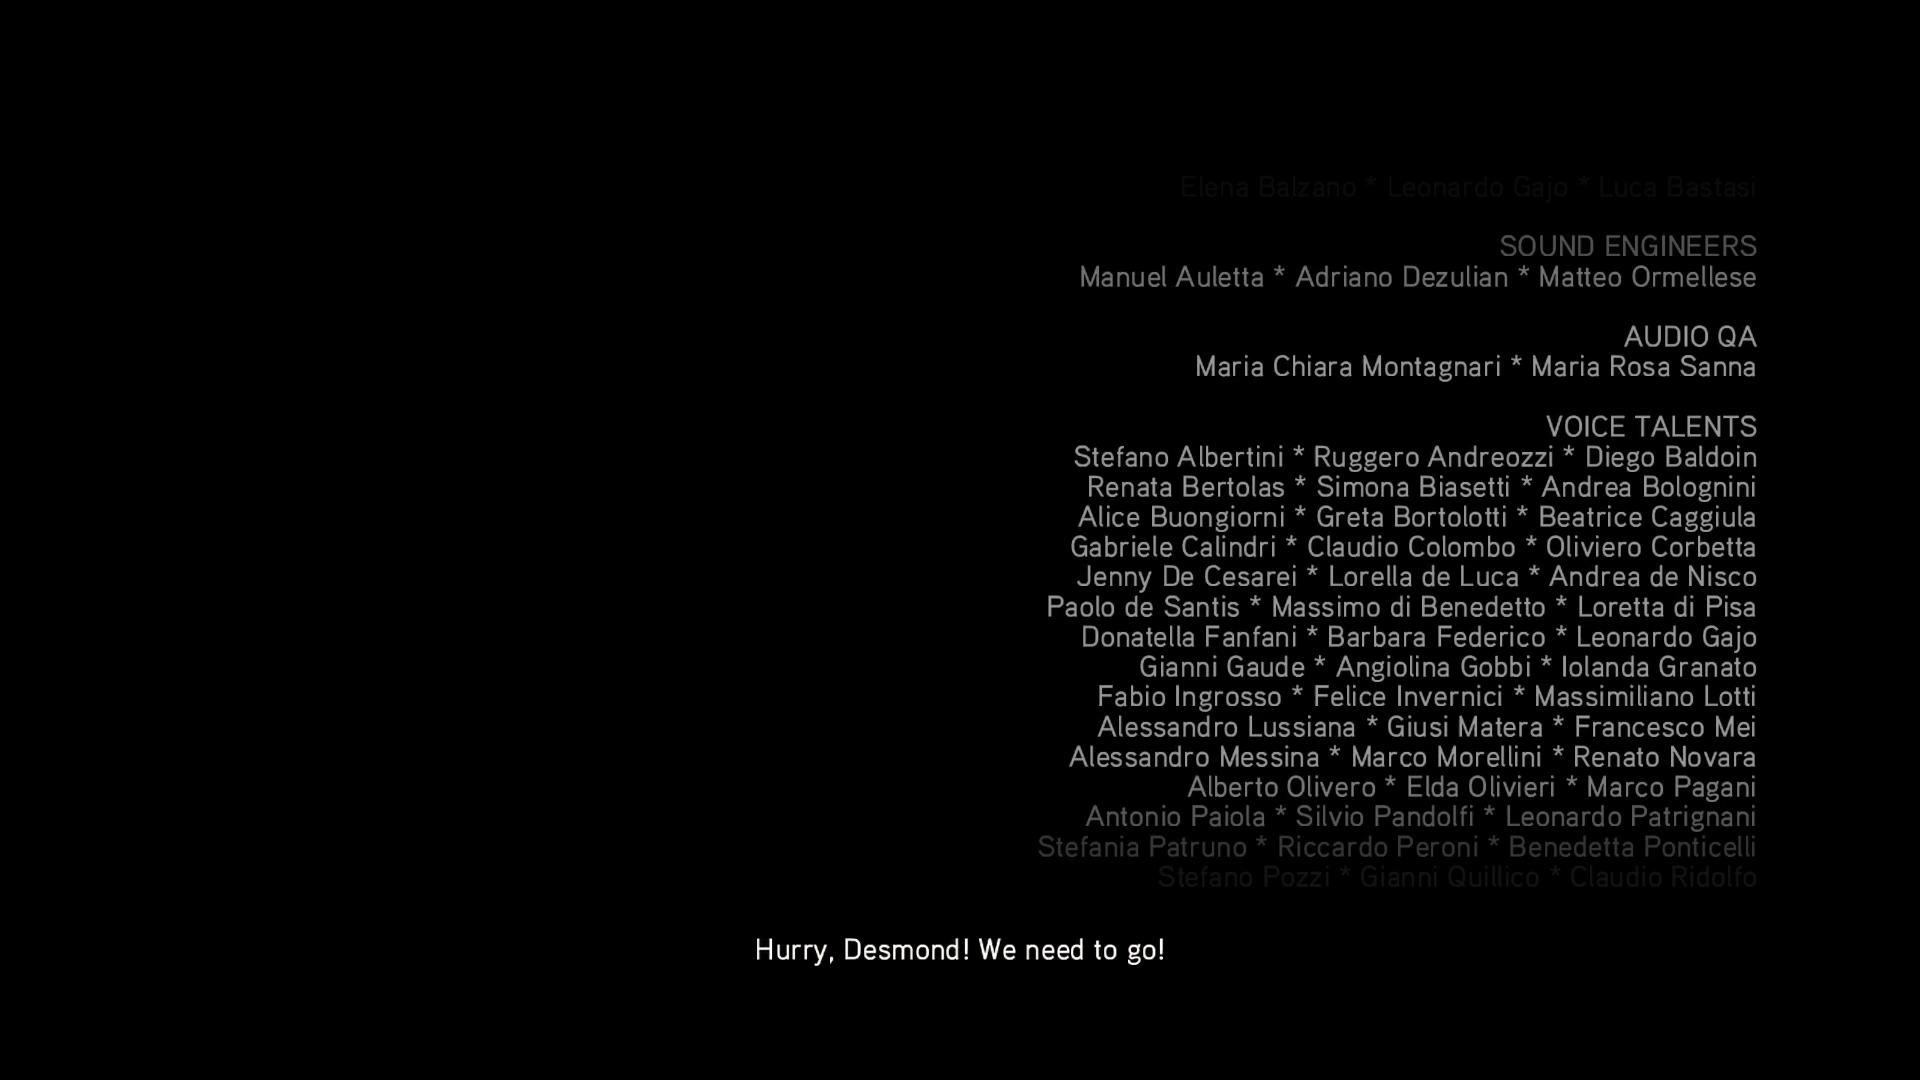 Elena Balzano * Leonardo Gajo * Luca Bastasi
SOUND ENGINEERS
Manuel Auletta * Adriano Dezulian * Matteo Ormellese
AUDIO QA
Maria Chiara Montagnari * Maria Rosa Sanna
VOICE TALENTS
Stefano Albertini * Ruggero Andreozzi * Diego Baldoin
Renata Bertolas * Simona Biasetti * Andrea Bolognini
Alice Buongiorni * Greta Bortolotti * Beatrice Caggiula
Gabriele Calindri * Claudio Colombo * Oliviero Corbetta
Jenny De Cesarei * Lorella de Luca * Andrea de Nisco
Paolo de Santis * Massimo di Benedetto * Loretta di Pisa
Donatella Fanfani * Barbara Federico * Leonardo Gajo
Gianni Gaude * Angiolina Gobbi * Iolanda Granato
Fabio Ingrosso * Felice Invernici * Massimiliano Lotti
Alessandro Lussiana * Giusi Matera * Francesco Mei
Alessandro Messina * Marco Morellini * Renato Novara
Alberto Olivero * Elda Olivieri * Marco Pagani
Antonio Paiola * Silvio Pandolfi * Leonardo Patrignani
Stefania Patruno * Riccardo Peroni * Benedetta Ponticelli
Stefano Pozzi * Gianni Quillico * Claudio Ridolfo
Hurry, Desmond! We need to go!